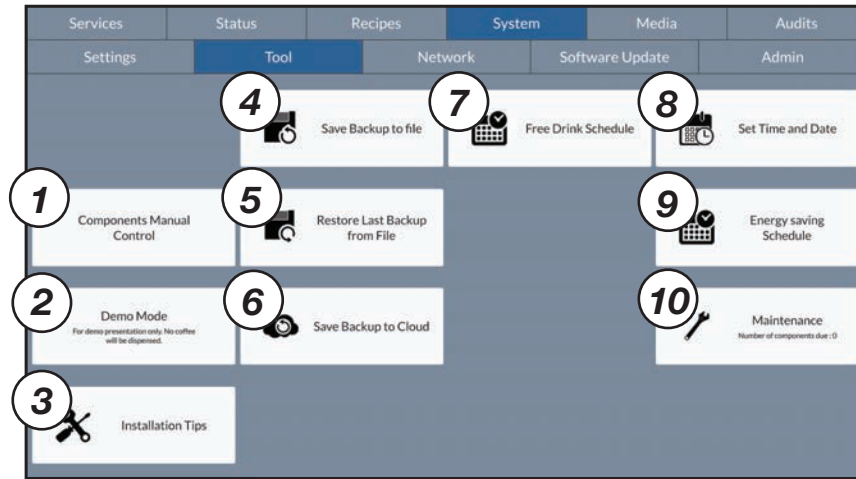 Services Status Recipes System Media Audits
Settings Tool Network Software Update Admin
4 Save Backup to file
7 Free Drink Schedule
8 Set Time and Date
1 Components Manual
Control
5 Restore Last Backup
from File
9 Energy saving
Schedule
2 Demo Mode
For demo presentation only. No coffee
will be dispensed.
6 Save Backup to Cloud
10 Maintenance
Number of components due : 0
3 Installation Tips